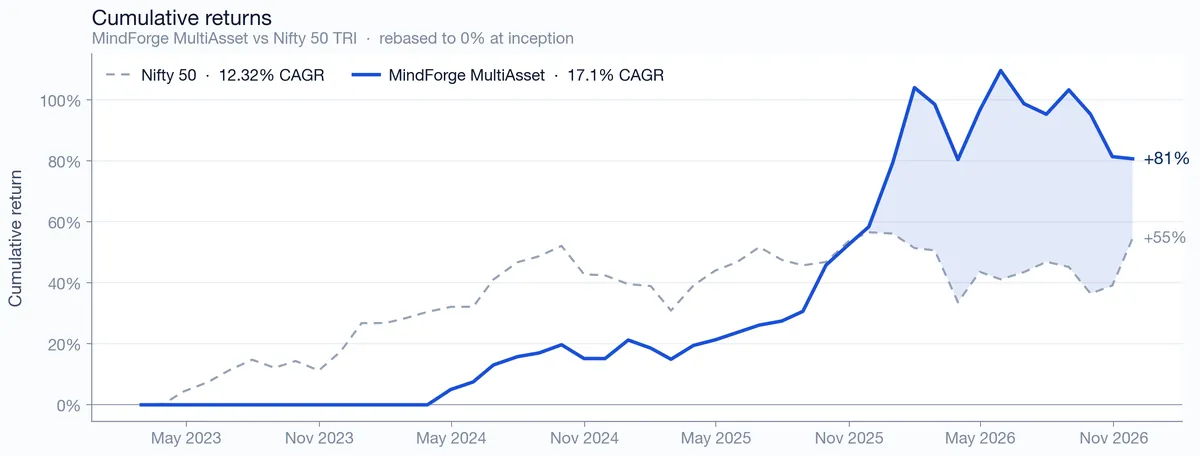 Cumulative returns
MindForge MultiAsset vs Nifty 50 TRI · rebased to 0% at inception
Nifty 50 · 12.32% CAGR
MindForge MultiAsset · 17.1% CAGR
Cumulative return
100%
80%
60%
40%
20%
0%
+81%
+55%
May 2023
Nov 2023
May 2024
Nov 2024
May 2025
Nov 2025
May 2026
Nov 2026